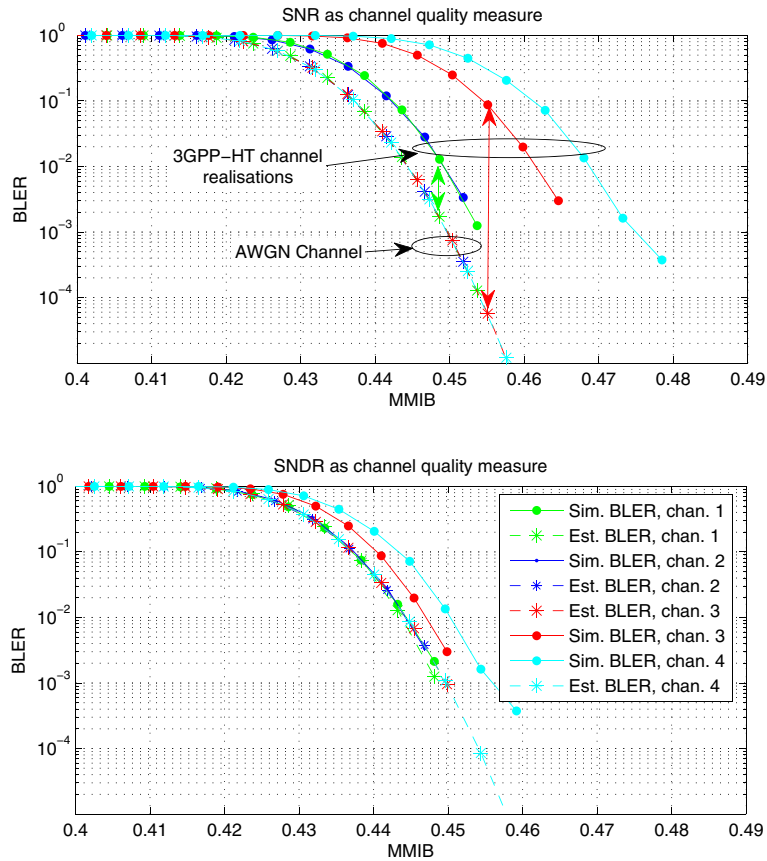 SNR as channel quality measure
10^0
10^-1
10^-2
10^-3
10^-4
BLER
3GPP-HT channel
realisations
AWGN Channel
0.4 0.41 0.42 0.43 0.44 0.45 0.46 0.47 0.48 0.49
MMIB
SNDR as channel quality measure
10^0
10^-1
10^-2
10^-3
10^-4
BLER
Sim. BLER, chan. 1
Est. BLER, chan. 1
Sim. BLER, chan. 2
Est. BLER, chan. 2
Est. BLER, chan. 3
Sim. BLER, chan. 3
Sim. BLER, chan. 4
Est. BLER, chan. 4
0.4 0.41 0.42 0.43 0.44 0.45 0.46 0.47 0.48 0.49
MMIB